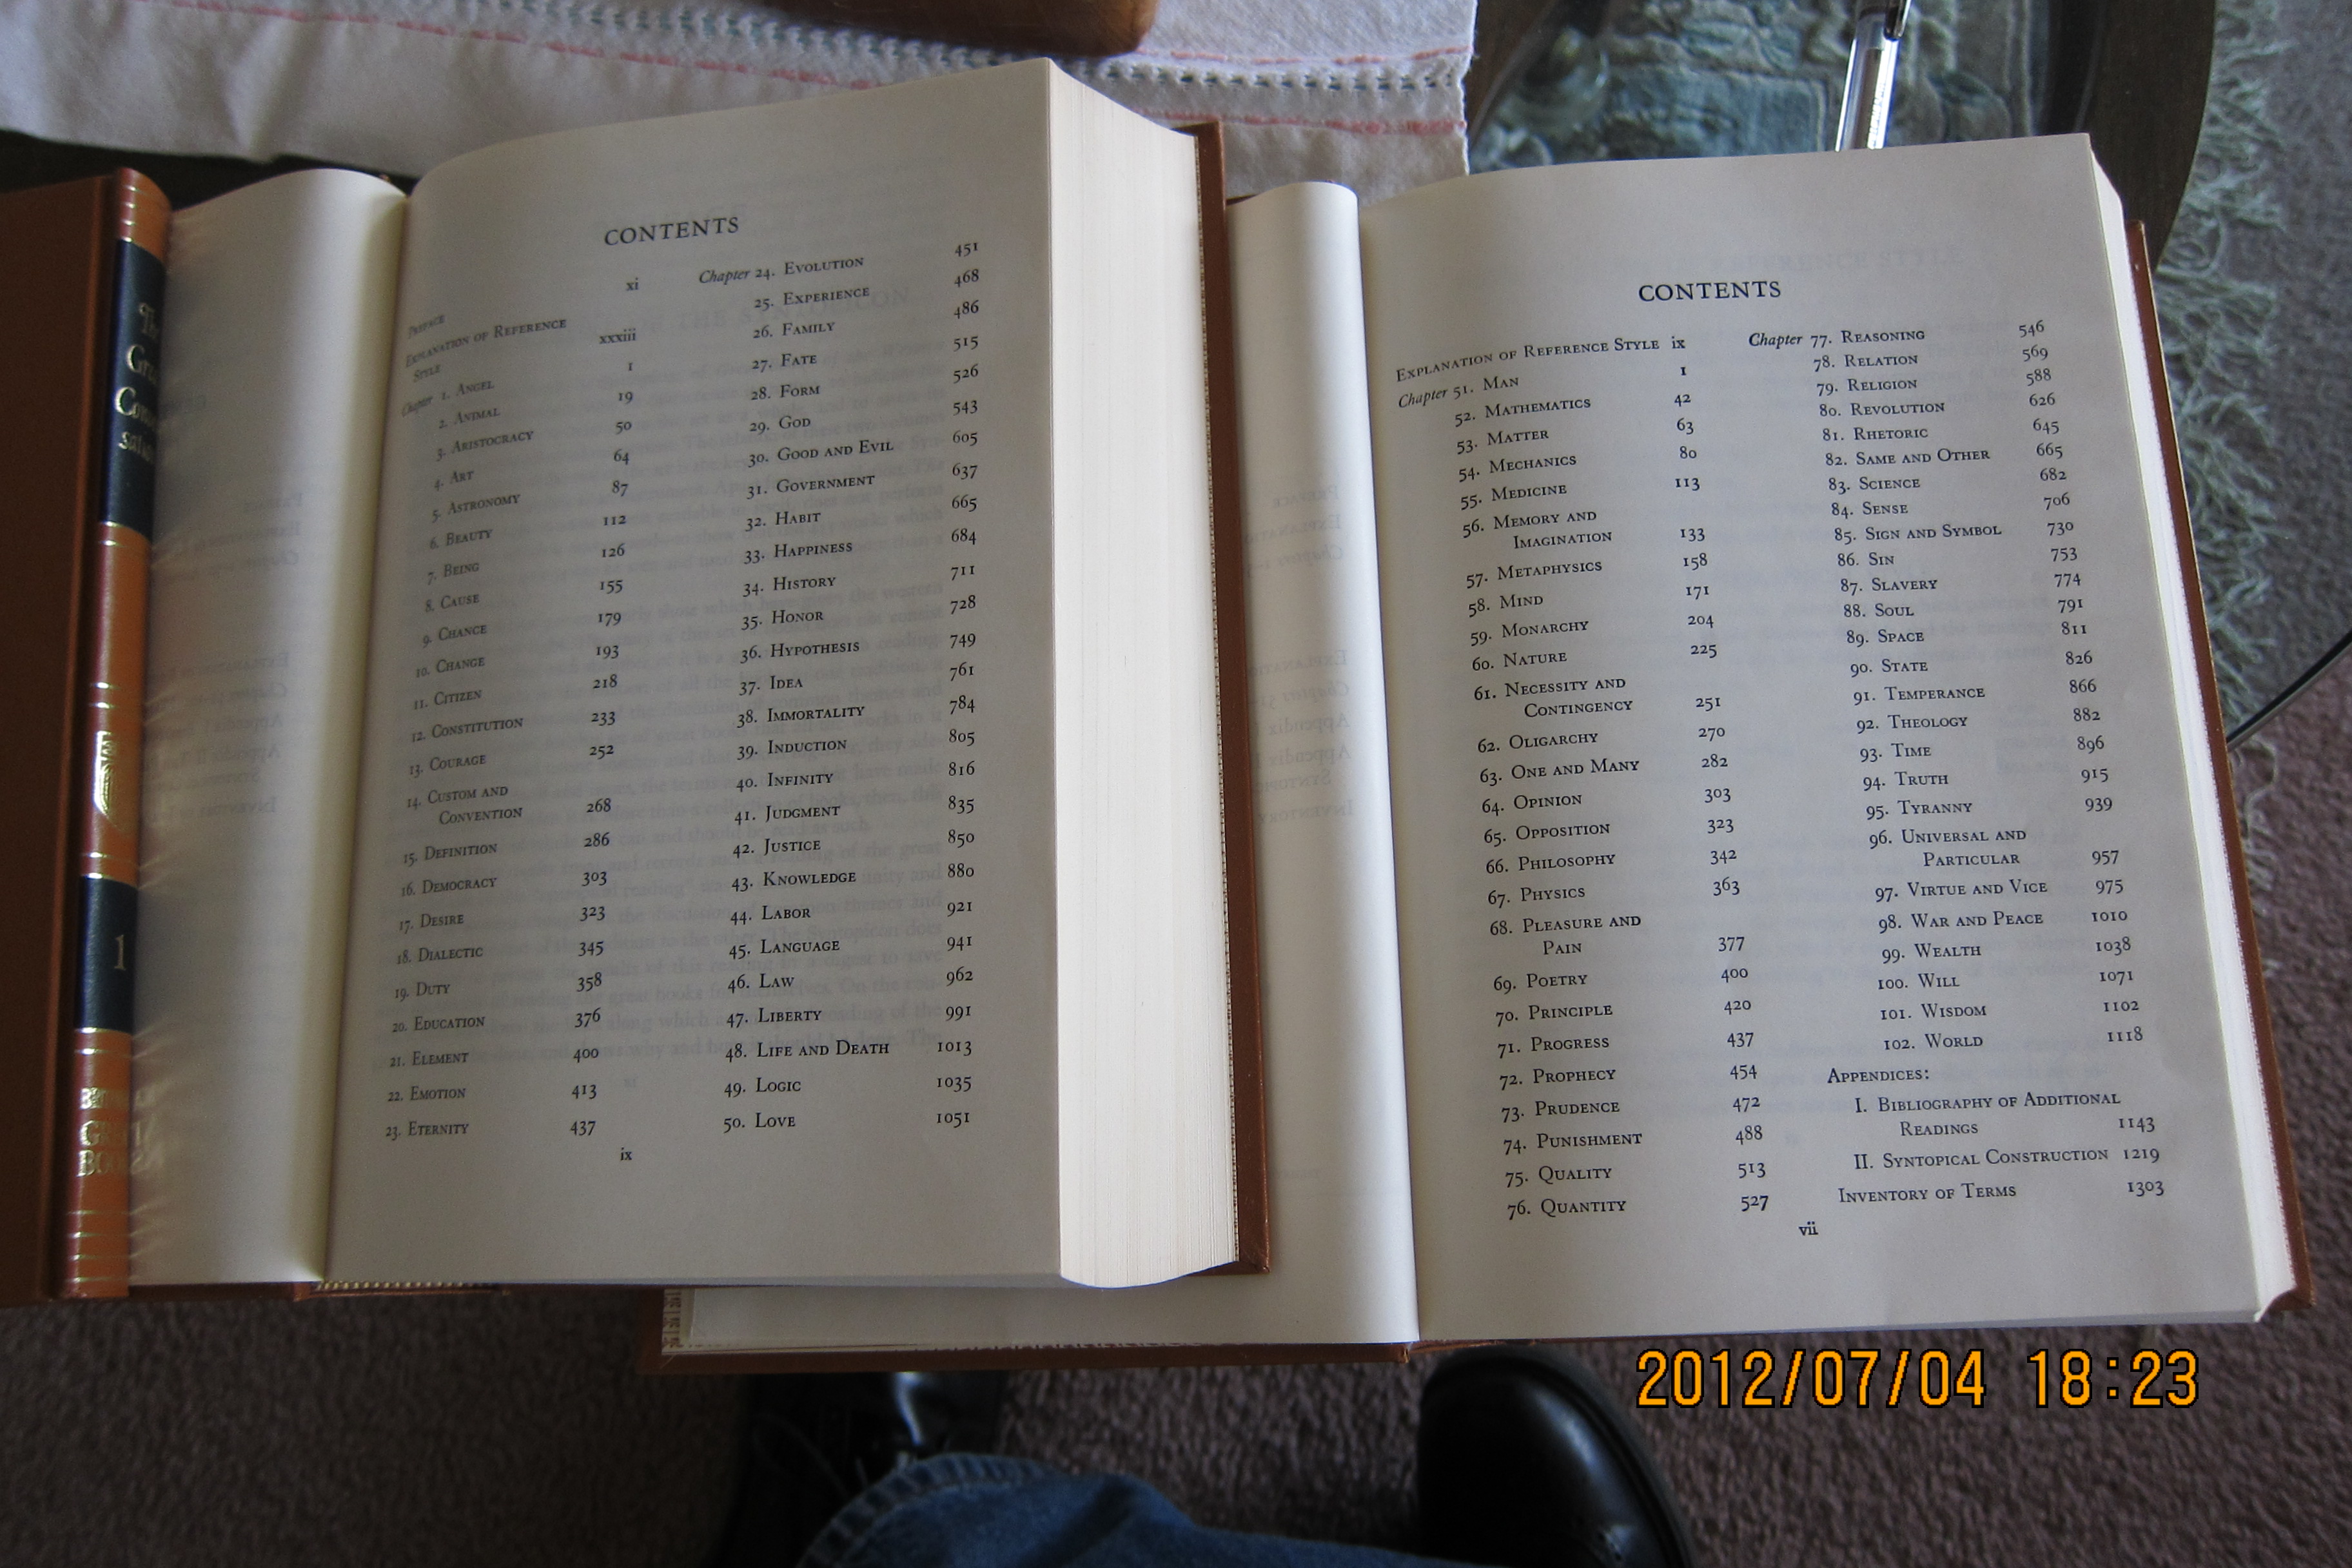 The
Great
Conver-
sation
1
GREAT
BOOKS
CONTENTS
PREFACE xi
EXPLANATION OF REFERENCE
STYLE xxxiii
Chapter 1. ANGEL 1
2. ANIMAL 19
3. ARISTOCRACY 50
4. ART 64
5. ASTRONOMY 87
6. BEAUTY 112
7. BEING 126
8. CAUSE 155
9. CHANCE 179
10. CHANGE 193
11. CITIZEN 218
12. CONSTITUTION 233
13. COURAGE 252
14. CUSTOM AND
CONVENTION 268
15. DEFINITION 286
16. DEMOCRACY 303
17. DESIRE 323
18. DIALECTIC 345
19. DUTY 358
20. EDUCATION 376
21. ELEMENT 400
22. EMOTION 413
23. ETERNITY 437
Chapter 24. EVOLUTION 451
25. EXPERIENCE 468
26. FAMILY 486
27. FATE 515
28. FORM 526
29. GOD 543
30. GOOD AND EVIL 605
31. GOVERNMENT 637
32. HABIT 665
33. HAPPINESS 684
34. HISTORY 711
35. HONOR 728
36. HYPOTHESIS 749
37. IDEA 761
38. IMMORTALITY 784
39. INDUCTION 805
40. INFINITY 816
41. JUDGMENT 835
42. JUSTICE 850
43. KNOWLEDGE 880
44. LABOR 921
45. LANGUAGE 941
46. LAW 962
47. LIBERTY 991
48. LIFE AND DEATH 1013
49. LOGIC 1035
50. LOVE 1051
ix
CONTENTS
EXPLANATION OF REFERENCE STYLE ix
Chapter 51. MAN 1
52. MATHEMATICS 42
53. MATTER 63
54. MECHANICS 80
55. MEDICINE 113
56. MEMORY AND
IMAGINATION 133
57. METAPHYSICS 158
58. MIND 171
59. MONARCHY 204
60. NATURE 225
61. NECESSITY AND
CONTINGENCY 251
62. OLIGARCHY 270
63. ONE AND MANY 282
64. OPINION 303
65. OPPOSITION 323
66. PHILOSOPHY 342
67. PHYSICS 363
68. PLEASURE AND
PAIN 377
69. POETRY 400
70. PRINCIPLE 420
71. PROGRESS 437
72. PROPHECY 454
73. PRUDENCE 472
74. PUNISHMENT 488
75. QUALITY 513
76. QUANTITY 527
Chapter 77. REASONING 546
78. RELATION 569
79. RELIGION 588
80. REVOLUTION 626
81. RHETORIC 645
82. SAME AND OTHER 665
83. SCIENCE 682
84. SENSE 706
85. SIGN AND SYMBOL 730
86. SIN 753
87. SLAVERY 774
88. SOUL 791
89. SPACE 811
90. STATE 826
91. TEMPERANCE 866
92. THEOLOGY 882
93. TIME 896
94. TRUTH 915
95. TYRANNY 939
96. UNIVERSAL AND
PARTICULAR 957
97. VIRTUE AND VICE 975
98. WAR AND PEACE 1010
99. WEALTH 1038
100. WILL 1071
101. WISDOM 1102
102. WORLD 1118
APPENDICES:
I. BIBLIOGRAPHY OF ADDITIONAL
READINGS 1143
II. SYNTOPICAL CONSTRUCTION 1219
INVENTORY OF TERMS 1303
vii
2012/07/04 18:23